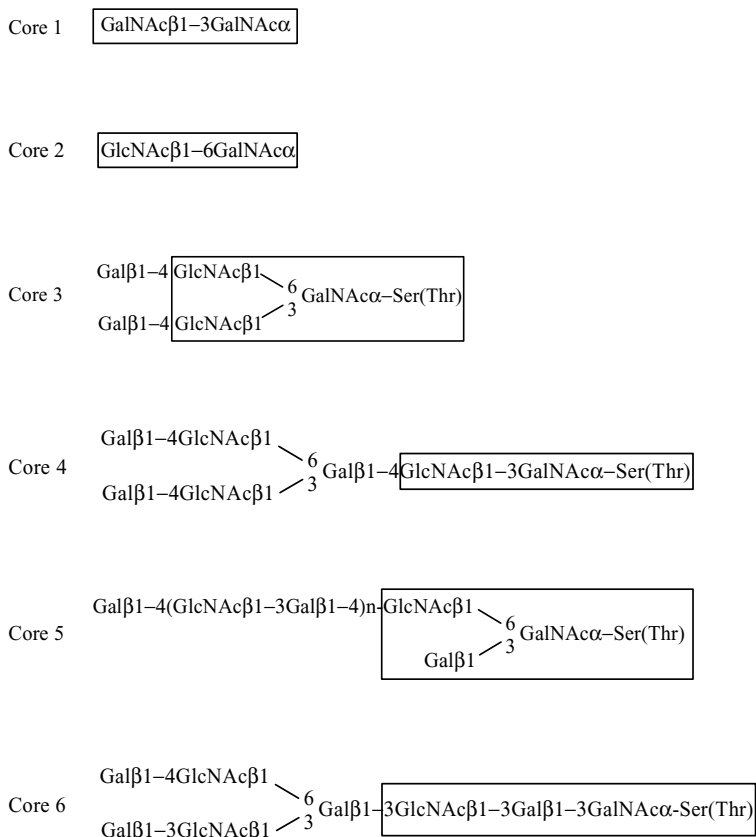 Core 1 GalNAcβ1–3GalNAcα
Core 2 GlcNAcβ1–6GalNAcα
Galβ1–4 GlcNAcβ1
Core 3 6 3 GalNAcα–Ser(Thr)
Galβ1–4 GlcNAcβ1
Galβ1–4GlcNAcβ1
Core 4 6 3 Galβ1–4 GlcNAcβ1–3GalNAcα–Ser(Thr)
Galβ1–4GlcNAcβ1
Galβ1–4(GlcNAcβ1–3Galβ1–4)n-GlcNAcβ1
Core 5 6 3 GalNAcα–Ser(Thr)
Galβ1
Galβ1–4GlcNAcβ1
Core 6 6 3 Galβ1–3GlcNAcβ1–3Galβ1–3GalNAcα-Ser(Thr)
Galβ1–3GlcNAcβ1